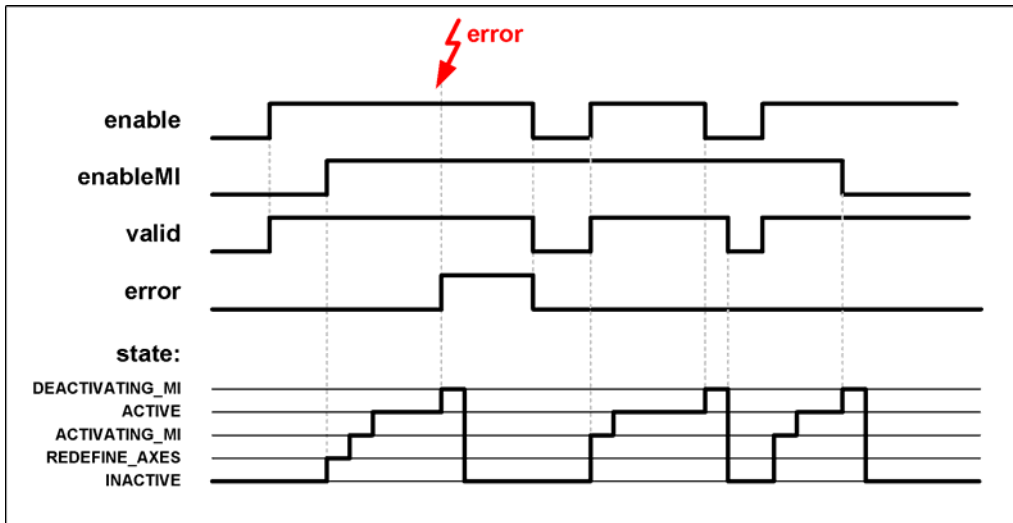 error
enable
enableMI
valid
error
state:
DEACTIVATING_MI
ACTIVE
ACTIVATING_MI
REDEFINE_AXES
INACTIVE